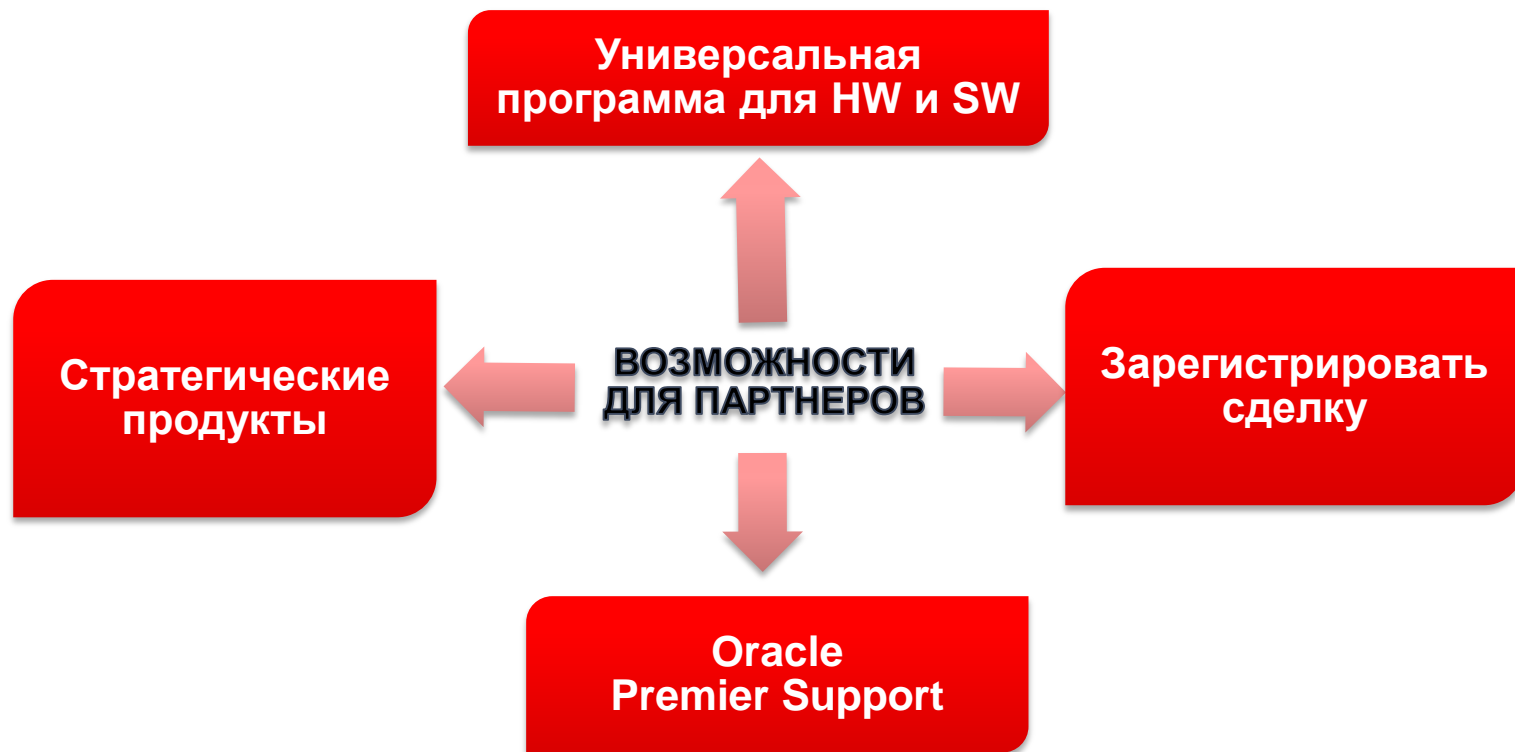 Универсальная
программа для HW и SW
Стратегические
продукты
ВОЗМОЖНОСТИ
ДЛЯ ПАРТНЕРОВ
Зарегистрировать
сделку
Oracle
Premier Support